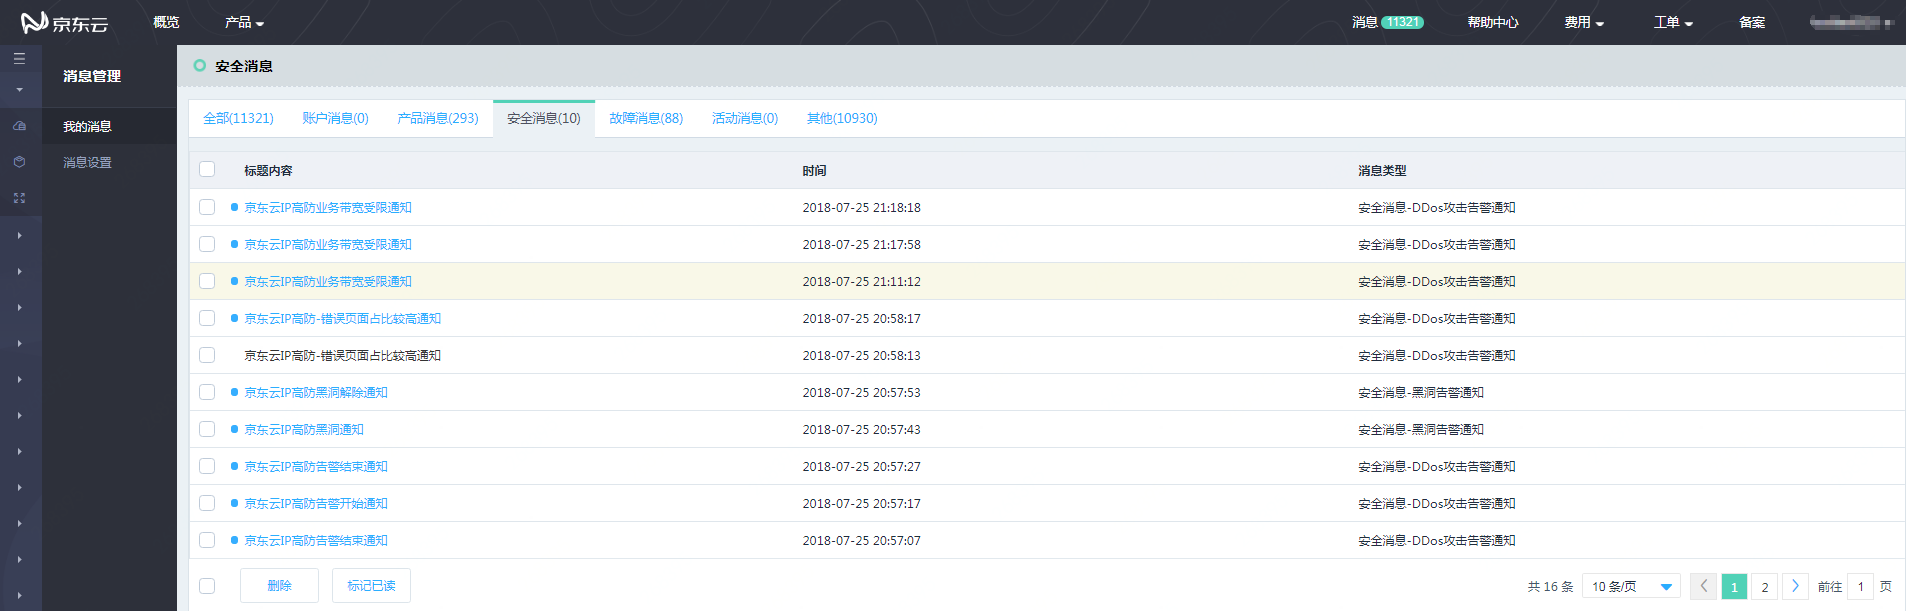 京东云 概览 产品 消息 11321 帮助中心 费用 工单 备案
消息管理
我的消息
消息设置
安全消息
全部(11321) 账户消息(0) 产品消息(293) 安全消息(10) 故障消息(88) 活动消息(0) 其他(10930)
标题内容 时间 消息类型
京东云IP高防业务带宽受限通知 2018-07-25 21:18:18 安全消息-DDos攻击告警通知
京东云IP高防业务带宽受限通知 2018-07-25 21:17:58 安全消息-DDos攻击告警通知
京东云IP高防业务带宽受限通知 2018-07-25 21:11:12 安全消息-DDos攻击告警通知
京东云IP高防-错误页面占比较高通知 2018-07-25 20:58:17 安全消息-DDos攻击告警通知
京东云IP高防-错误页面占比较高通知 2018-07-25 20:58:13 安全消息-DDos攻击告警通知
京东云IP高防黑洞解除通知 2018-07-25 20:57:53 安全消息-黑洞告警通知
京东云IP高防黑洞通知 2018-07-25 20:57:43 安全消息-黑洞告警通知
京东云IP高防告警结束通知 2018-07-25 20:57:27 安全消息-DDos攻击告警通知
京东云IP高防告警开始通知 2018-07-25 20:57:17 安全消息-DDos攻击告警通知
京东云IP高防告警结束通知 2018-07-25 20:57:07 安全消息-DDos攻击告警通知
删除 标记已读 共 16 条 10 条/页 1 2 前往 1 页